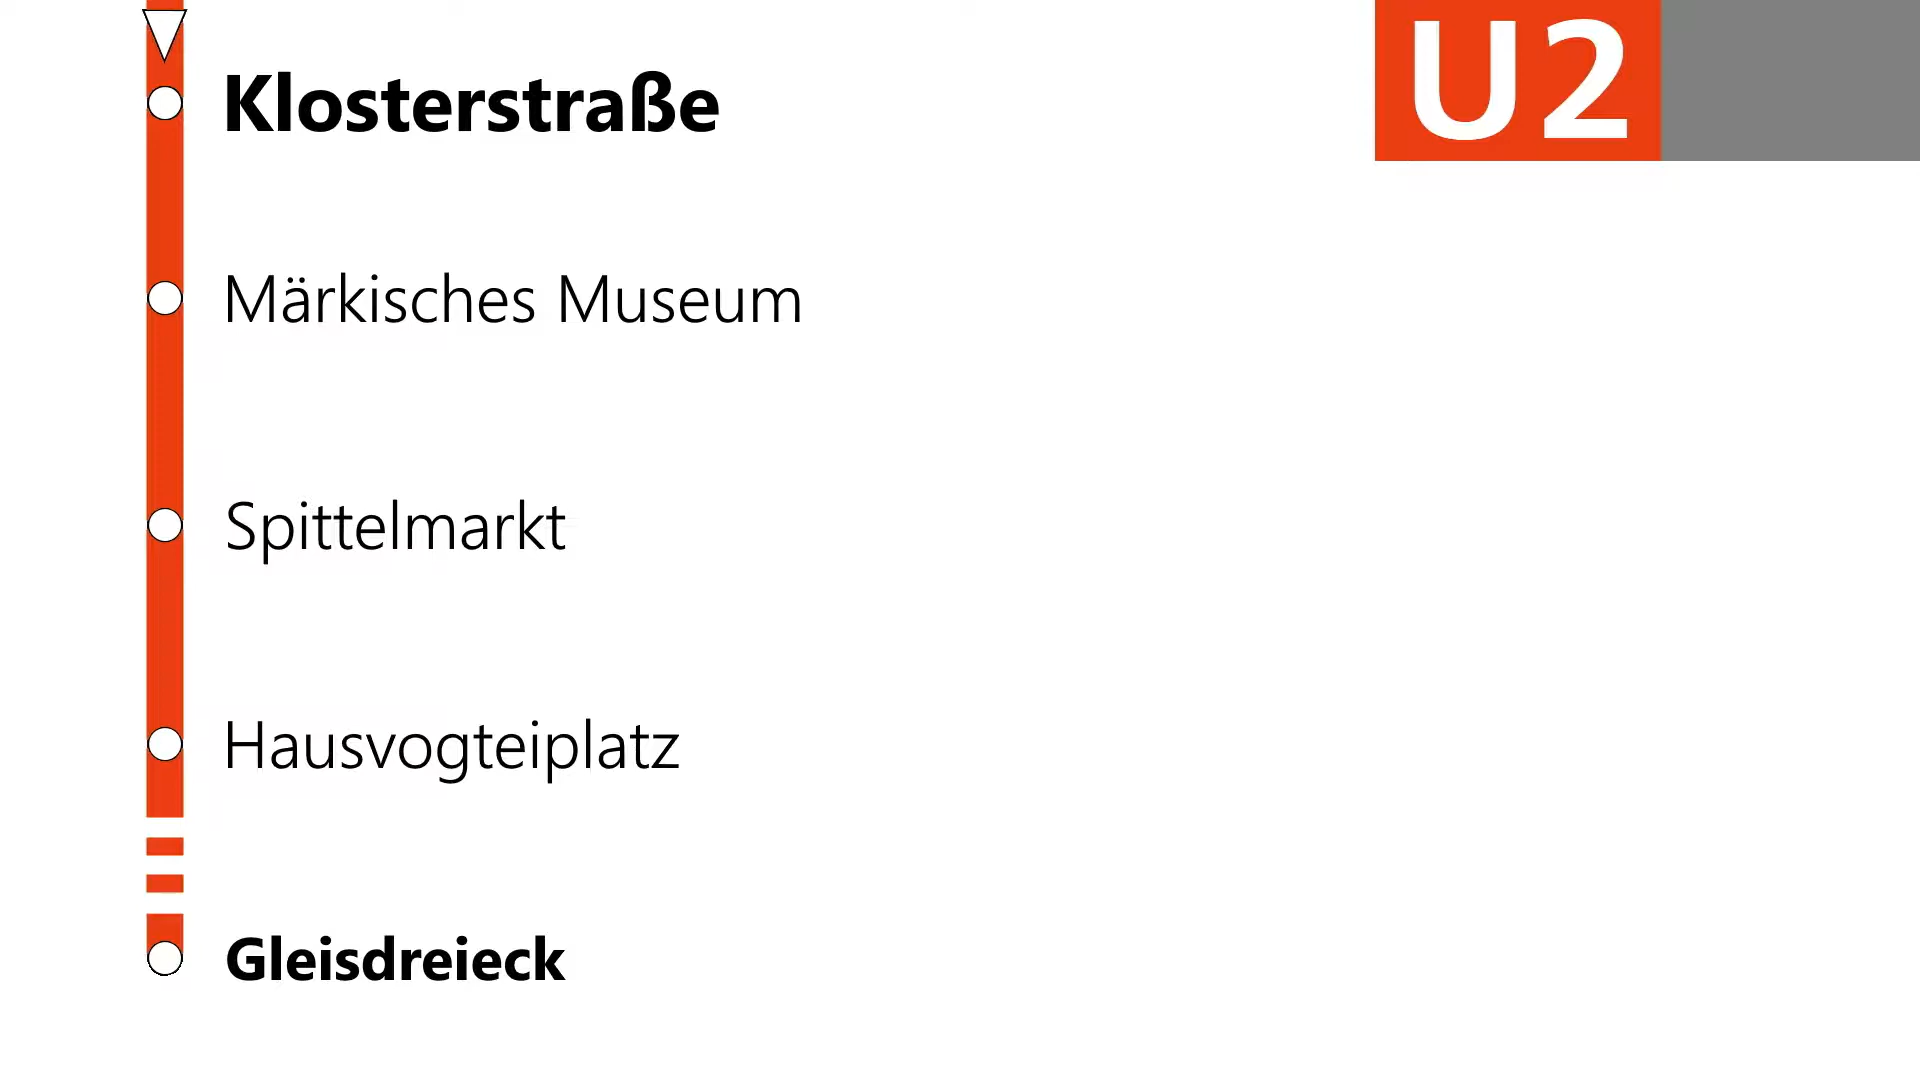 U2
Klosterstraße
Märkisches Museum
Spittelmarkt
Hausvogteiplatz
Gleisdreieck